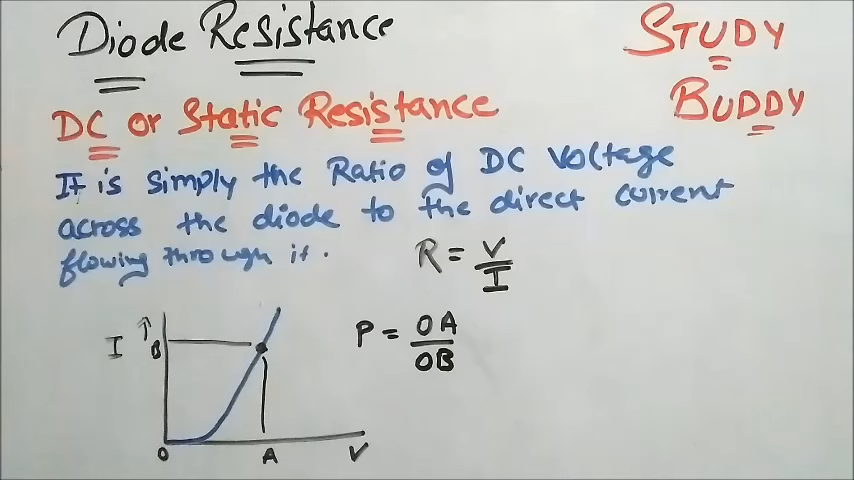 Diode Resistance
STUDY
BUDDY
DC or Static Resistance
It is simply the Ratio of DC Voltage
across the diode to the direct current
flowing through it.
R = V/I
P = OA/OB
I ↑
B
O
A
V